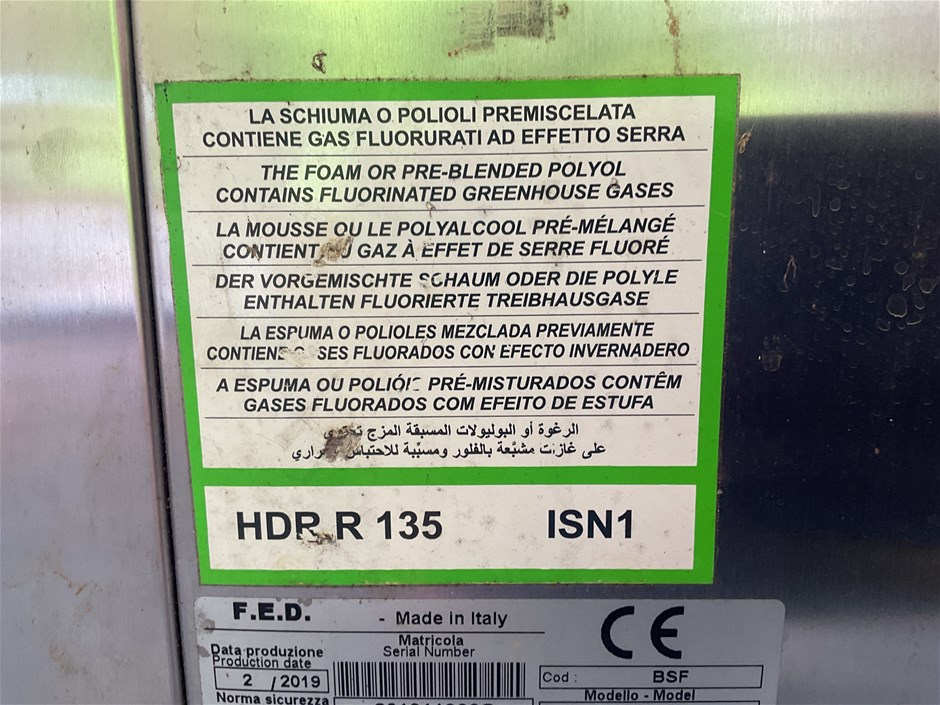 LA SCHIUMA O POLIOLI PREMISCELATA
CONTIENE GAS FLUORURATI AD EFFETTO SERRA
THE FOAM OR PRE-BLENDED POLYOL
CONTAINS FLUORINATED GREENHOUSE GASES
LA MOUSSE OU LE POLYALCOOL PRÉ-MÉLANGÉ
CONTIENT GAZ À EFFET DE SERRE FLUORÉ
DER VORGEMISCHTE SCHAUM ODER DIE POLYLE
ENTHALTEN FLUORIERTE TREIBHAUSGASE
LA ESPUMA O POLIOLES MEZCLADA PREVIAMENTE
CONTIENE FLUORADOS CON EFECTO INVERNADERO
A ESPUMA OU PRÉ-MISTURADOS CONTÊM
GASES FLUORADOS COM EFEITO DE ESTUFA
الرغوة أو البوليولات المسبقة المزج تحتوي
على غازت مشبَّعة بالفلور ومسبِّبة للاحتباس
HDR R 135 ISN1
F.E.D. - Made in Italy
CE
Matricola
Data produzione Serial Number
Production date
2 / 2019
Cod : BSF
Norma sicurezza
Modello - Model